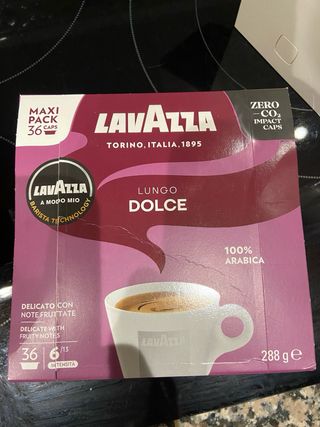 MAXI
PACK
36 CAPS
LAVAZZA
TORINO, ITALIA, 1895
ZERO
–CO₂
IMPACT
CAPS
LAVAZZA
A MODO MIO
BARISTA TECHNOLOGY
LUNGO
DOLCE
100%
ARABICA
DELICATO CON
NOTE FRUTTATE
DELICATE WITH
FRUITY NOTES
36
6/13
INTENSITÀ
LAVAZZA
288 g e